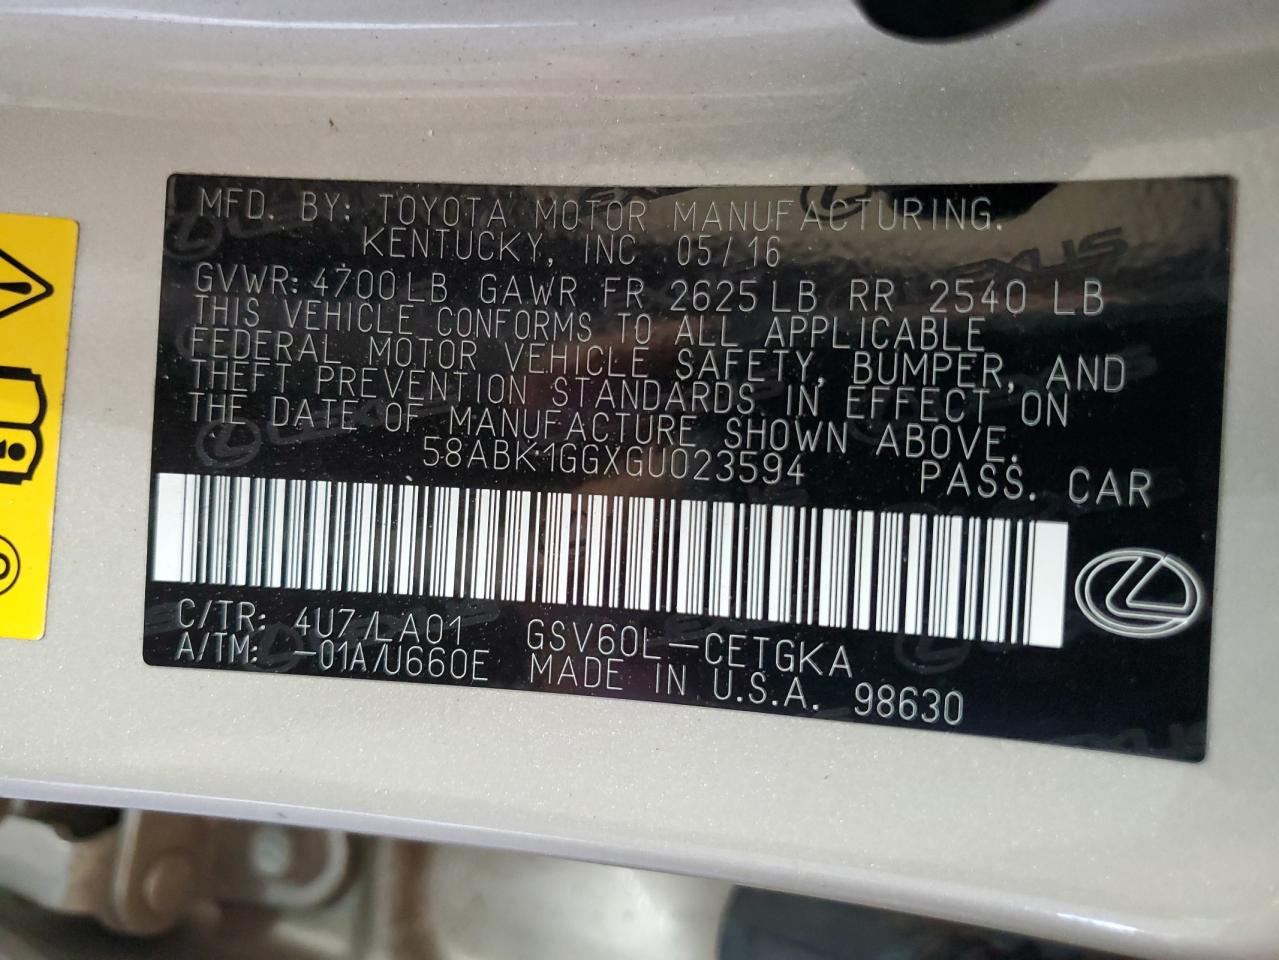 MFD. BY: TOYOTA MOTOR MANUFACTURING.
KENTUCKY, INC 05/16
GVWR: 4700LB GAWR FR 2625LB RR 2540 LB
THIS VEHICLE CONFORMS TO ALL APPLICABLE
FEDERAL MOTOR VEHICLE SAFETY, BUMPER, AND
THEFT PREVENTION STANDARDS IN EFFECT ON
THE DATE OF MANUFACTURE SHOWN ABOVE.
58ABK1GGXGU023594 PASS. CAR
C/TR: 4U7/LA01 GSV60L-CETGKA
A/TM: -01A/U660E MADE IN U.S.A. 98630